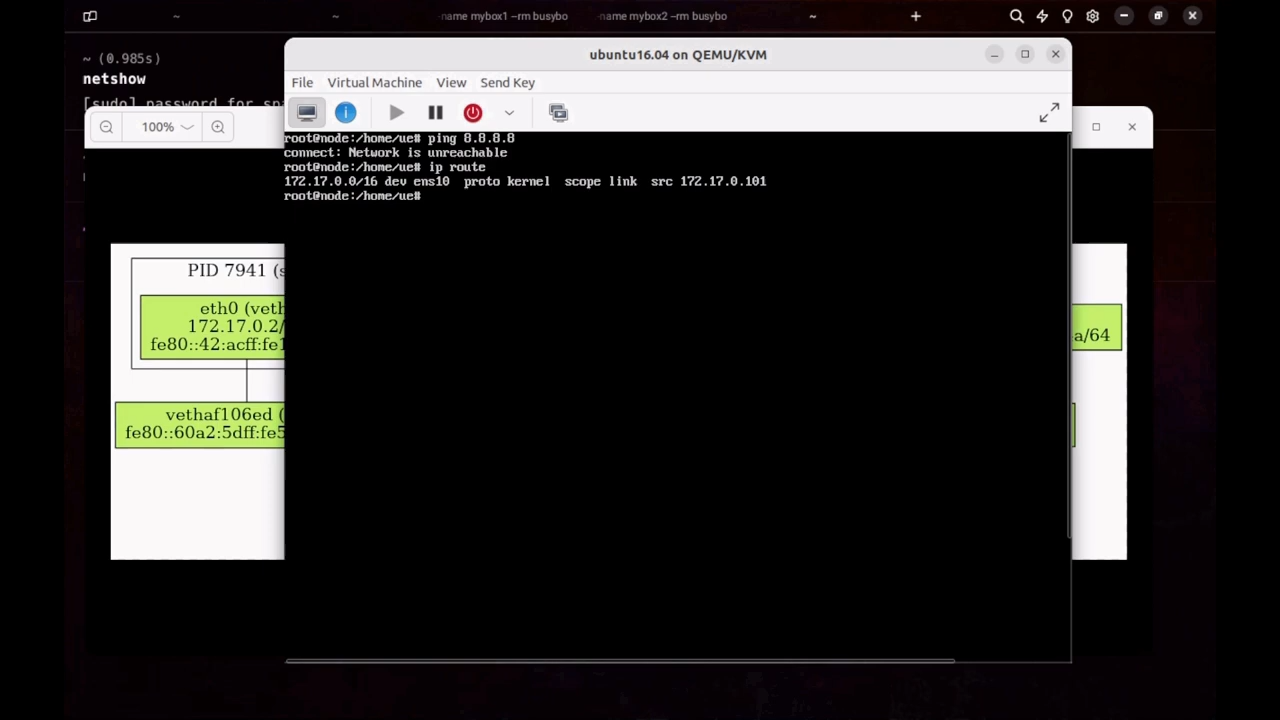 ~
~
-name mybox1 --rm busybo
-name mybox2 --rm busybo
~
~ (0.985s)
netshow
ubuntu16.04 on QEMU/KVM
[sudo] password for
File Virtual Machine View Send Key
100%
root@node:/home/ue# ping 8.8.8.8
connect: Network is unreachable
root@node:/home/ue# ip route
172.17.0.0/16 dev ens10  proto kernel  scope link  src 172.17.0.101
root@node:/home/ue#
PID 7941 (s
eth0 (veth
172.17.0.2/
fe80::42:acff:fe1
a/64
vethaf106ed (
fe80::60a2:5dff:fe5